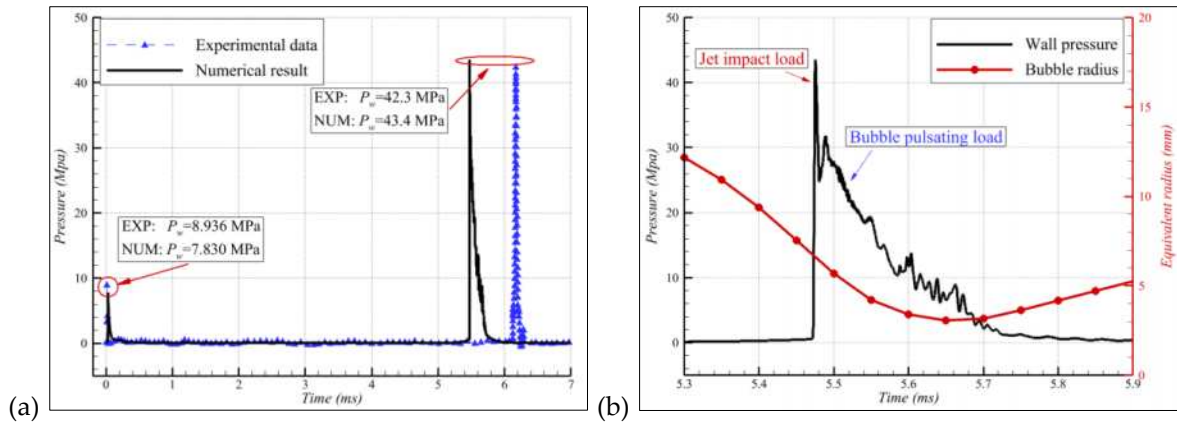 Experimental data
Numerical result
EXP: Pw=42.3 MPa
NUM: Pw=43.4 MPa
EXP: Pw=8.936 MPa
NUM: Pw=7.830 MPa
Pressure (Mpa)
50
40
30
20
10
0
0 1 2 3 4 5 6 7
Time (ms)
(a)
Wall pressure
Bubble radius
Jet impact load
Bubble pulsating load
Pressure (Mpa)
50
40
30
20
10
0
Equivalent radius (mm)
20
15
10
5
0
5.3 5.4 5.5 5.6 5.7 5.8 5.9
Time (ms)
(b)